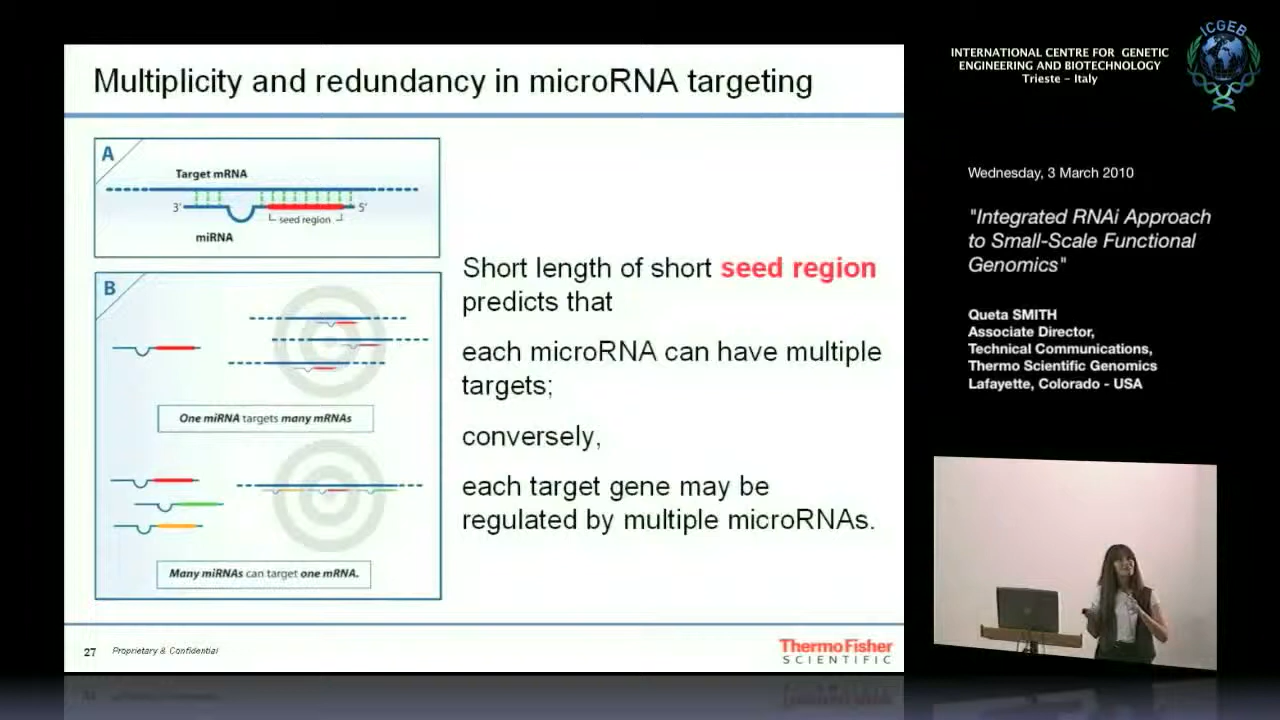 Multiplicity and redundancy in microRNA targeting
A
Target mRNA
3'
5'
seed region
miRNA
B
One miRNA targets many mRNAs
Many miRNAs can target one mRNA.
Short length of short seed region
predicts that
each microRNA can have multiple
targets;
conversely,
each target gene may be
regulated by multiple microRNAs.
27
Proprietary & Confidential
ThermoFisher
SCIENTIFIC
INTERNATIONAL CENTRE FOR GENETIC
ENGINEERING AND BIOTECHNOLOGY
Trieste - Italy
ICGEB
Wednesday, 3 March 2010
"Integrated RNAi Approach
to Small-Scale Functional
Genomics"
Queta SMITH
Associate Director,
Technical Communications,
Thermo Scientific Genomics
Lafayette, Colorado - USA